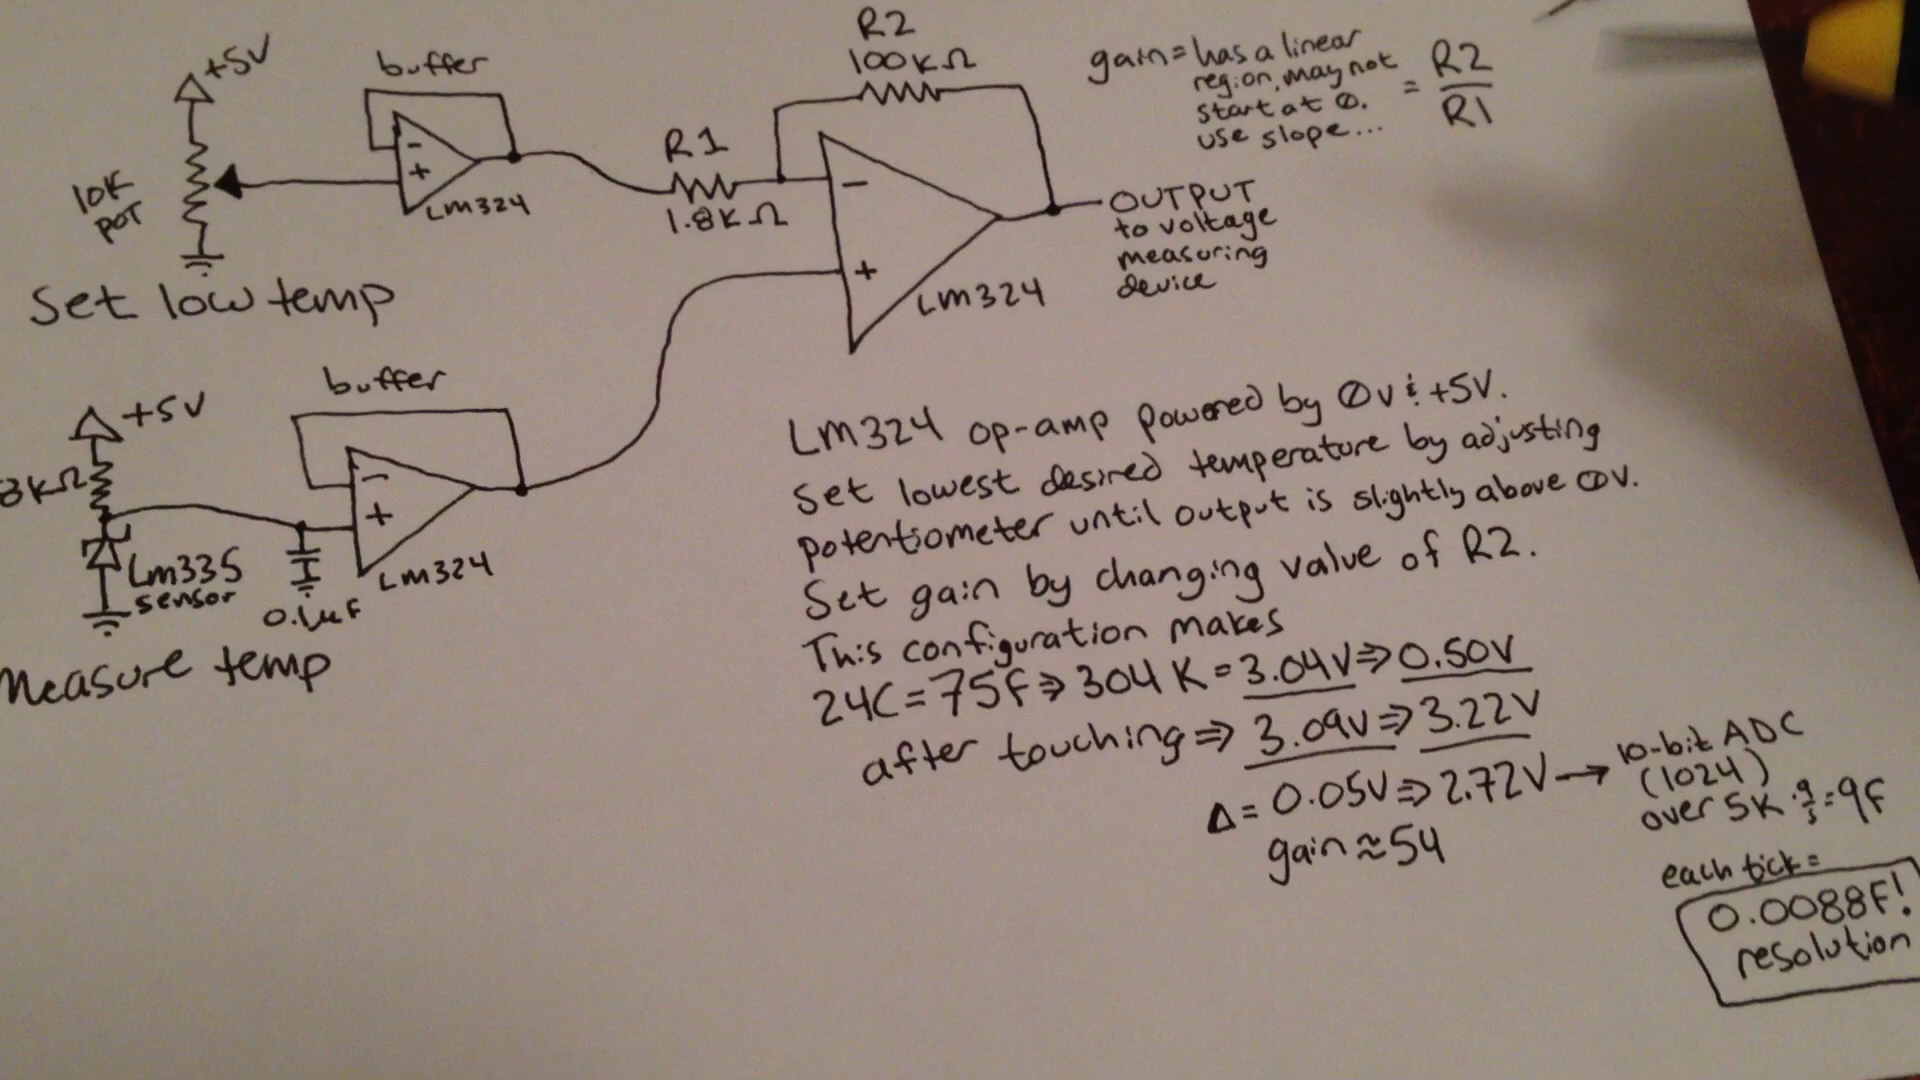 +5V
10K
POT
Set low temp
buffer
-
+
LM324
R1
1.8KΩ
R2
100KΩ
-
+
LM324
OUTPUT
to voltage
measuring
device
gain = has a linear
region, may not
start at 0.
use slope...
= R2
R1
+5V
8KΩ
LM335
sensor
0.1uF
Measure temp
buffer
-
+
LM324
LM324 op-amp powered by 0V & +5V.
Set lowest desired temperature by adjusting
potentiometer until output is slightly above 0V.
Set gain by changing value of R2.
This configuration makes
24C = 75F ⇒ 304K = 3.04V ⇒ 0.50V
after touching ⇒ 3.09V ⇒ 3.22V
Δ = 0.05V ⇒ 2.72V →
gain ≈ 54
10-bit ADC
(1024)
over 5K · 9/5 = 9F
each tick =
0.0088F!
resolution